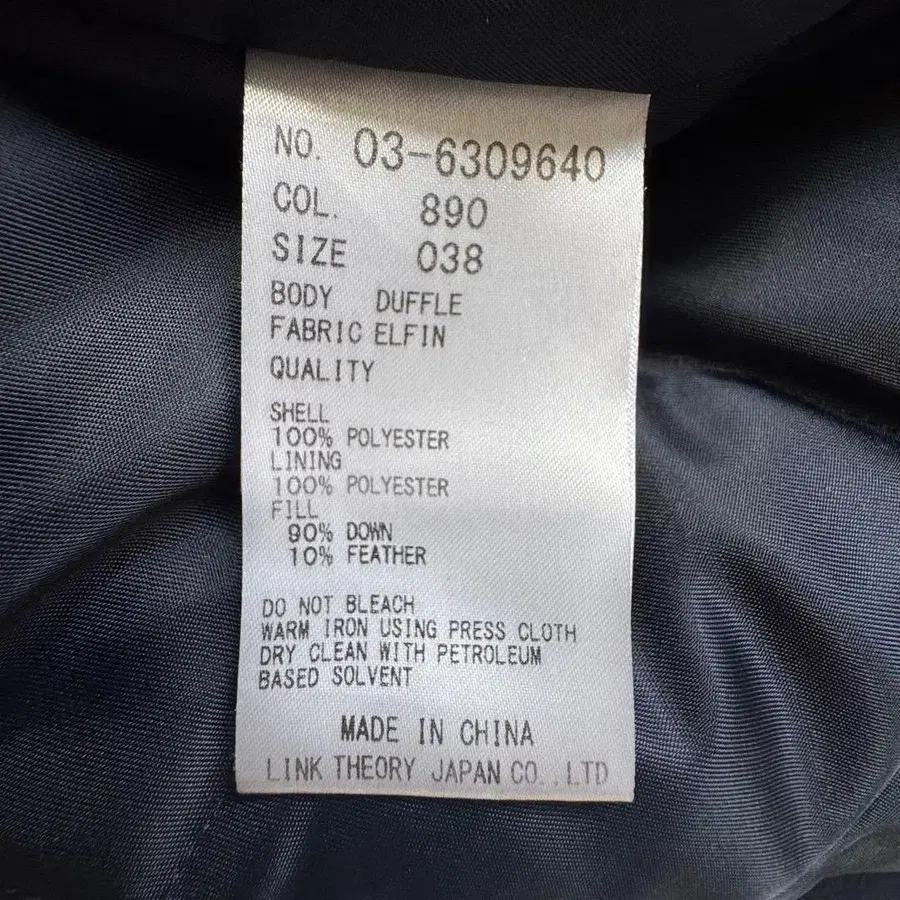 NO. 03-6309640
COL. 890
SIZE 038
BODY DUFFLE
FABRIC ELFIN
QUALITY
SHELL
100% POLYESTER
LINING
100% POLYESTER
FILL
90% DOWN
10% FEATHER
DO NOT BLEACH
WARM IRON USING PRESS CLOTH
DRY CLEAN WITH PETROLEUM
BASED SOLVENT
MADE IN CHINA
LINK THEORY JAPAN CO.,LTD